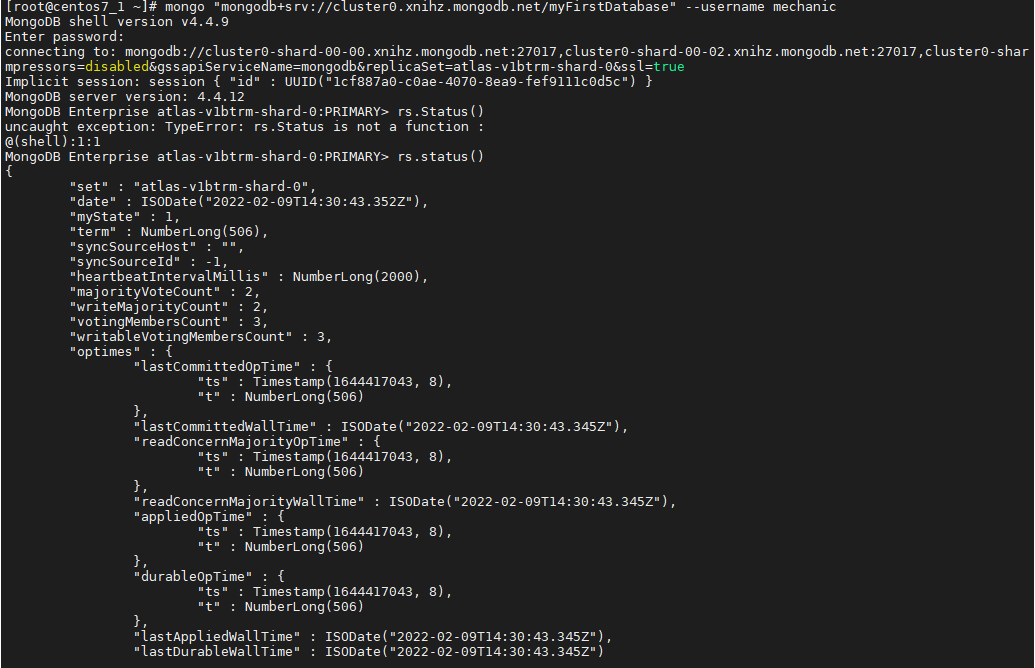 [root@centos7_1 ~]# mongo "mongodb+srv://cluster0.xnihz.mongodb.net/myFirstDatabase" --username mechanic
MongoDB shell version v4.4.9
Enter password:
connecting to: mongodb://cluster0-shard-00-00.xnihz.mongodb.net:27017,cluster0-shard-00-02.xnihz.mongodb.net:27017,cluster0-shar
mpressors=disabled&gssapiServiceName=mongodb&replicaSet=atlas-v1btrm-shard-0&ssl=true
Implicit session: session { "id" : UUID("1cf887a0-c0ae-4070-8ea9-fef9111c0d5c") }
MongoDB server version: 4.4.12
MongoDB Enterprise atlas-v1btrm-shard-0:PRIMARY> rs.Status()
uncaught exception: TypeError: rs.Status is not a function :
@(shell):1:1
MongoDB Enterprise atlas-v1btrm-shard-0:PRIMARY> rs.status()
{
        "set" : "atlas-v1btrm-shard-0",
        "date" : ISODate("2022-02-09T14:30:43.352Z"),
        "myState" : 1,
        "term" : NumberLong(506),
        "syncSourceHost" : "",
        "syncSourceId" : -1,
        "heartbeatIntervalMillis" : NumberLong(2000),
        "majorityVoteCount" : 2,
        "writeMajorityCount" : 2,
        "votingMembersCount" : 3,
        "writableVotingMembersCount" : 3,
        "optimes" : {
                "lastCommittedOpTime" : {
                        "ts" : Timestamp(1644417043, 8),
                        "t" : NumberLong(506)
                },
                "lastCommittedWallTime" : ISODate("2022-02-09T14:30:43.345Z"),
                "readConcernMajorityOpTime" : {
                        "ts" : Timestamp(1644417043, 8),
                        "t" : NumberLong(506)
                },
                "readConcernMajorityWallTime" : ISODate("2022-02-09T14:30:43.345Z"),
                "appliedOpTime" : {
                        "ts" : Timestamp(1644417043, 8),
                        "t" : NumberLong(506)
                },
                "durableOpTime" : {
                        "ts" : Timestamp(1644417043, 8),
                        "t" : NumberLong(506)
                },
                "lastAppliedWallTime" : ISODate("2022-02-09T14:30:43.345Z"),
                "lastDurableWallTime" : ISODate("2022-02-09T14:30:43.345Z")